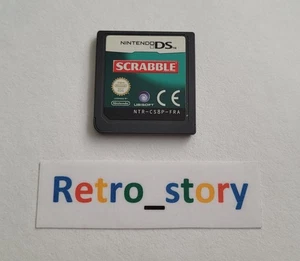 NINTENDO DS
SCRABBLE
UBISOFT
CE
NTR-CSBP-FRA
Retro_story